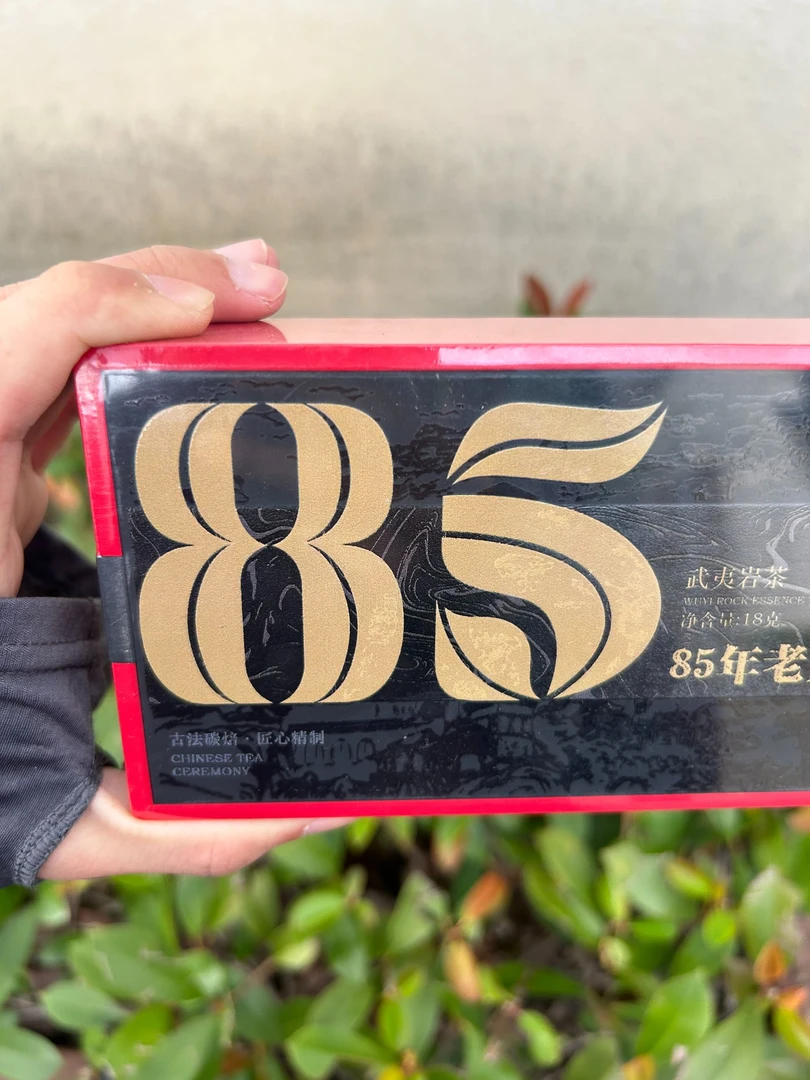 85
武夷岩茶
WUYI ROCK ESSENCE
净含量:18克
85年老
古法碳焙·匠心精制
CHINESE TEA
CEREMONY